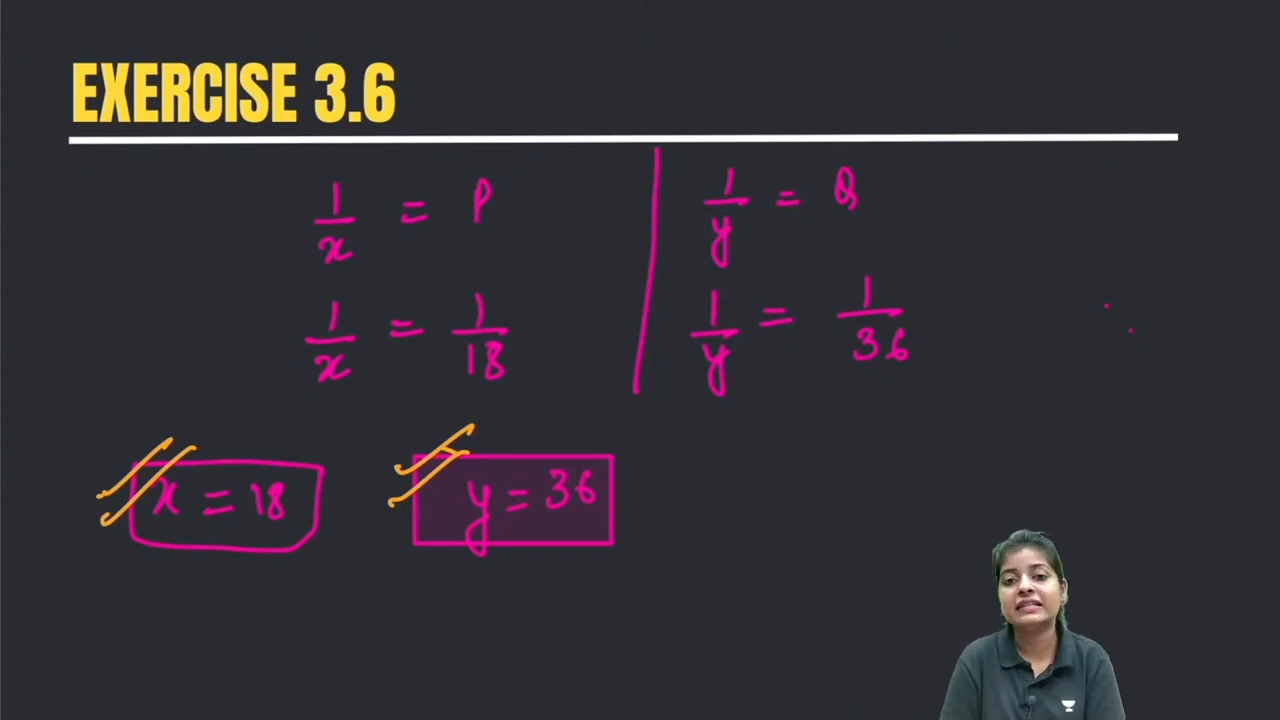 EXERCISE 3.6
1/x = P
1/y = Q
1/x = 1/18
1/y = 1/36
x = 18
y = 36